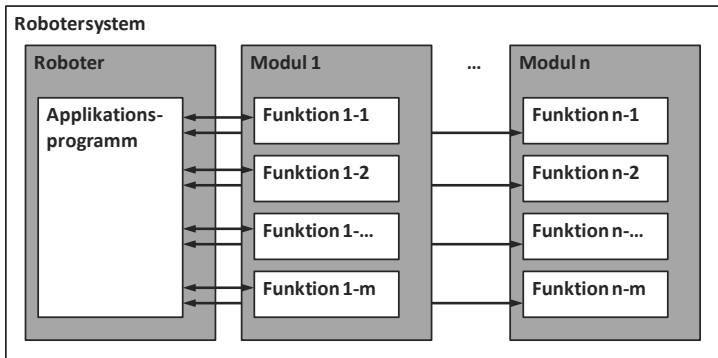 Robotersystem
Roboter
Modul 1
...
Modul n
Applikations-
programm
Funktion 1-1
Funktion n-1
Funktion 1-2
Funktion n-2
Funktion 1-...
Funktion n-...
Funktion 1-m
Funktion n-m